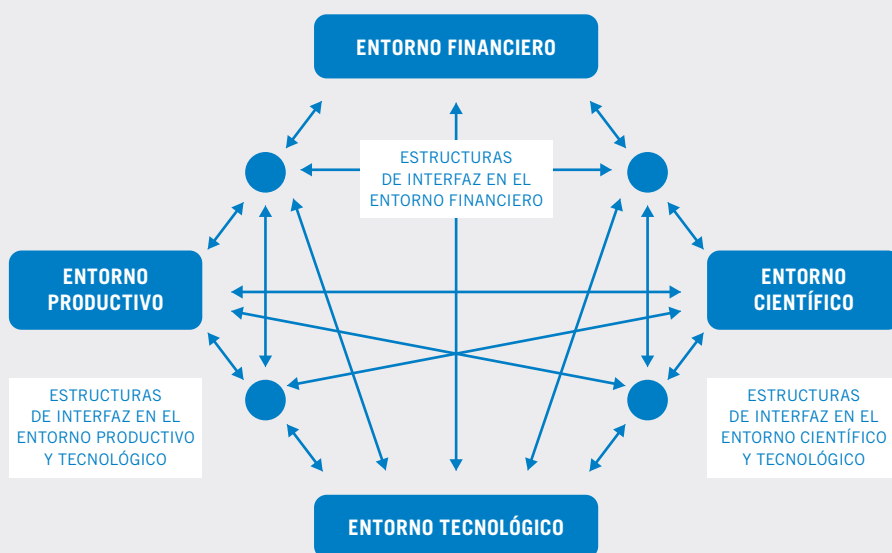 ENTORNO FINANCIERO
ESTRUCTURAS
DE INTERFAZ EN EL
ENTORNO FINANCIERO
ENTORNO
PRODUCTIVO
ENTORNO
CIENTÍFICO
ESTRUCTURAS
DE INTERFAZ EN EL
ENTORNO PRODUCTIVO
Y TECNOLÓGICO
ESTRUCTURAS
DE INTERFAZ EN EL
ENTORNO CIENTÍFICO
Y TECNOLÓGICO
ENTORNO TECNOLÓGICO